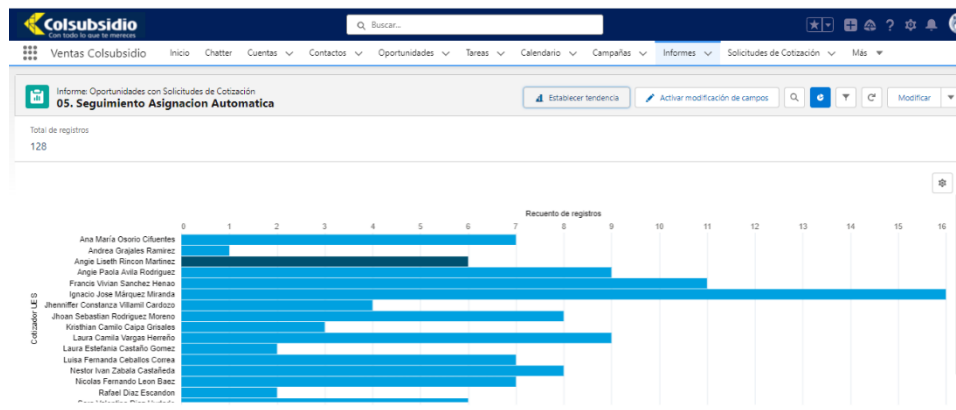 Colsubsidio
Con todo lo que te mereces
Buscar...
Ventas Colsubsidio Inicio Chatter Cuentas Contactos Oportunidades Tareas Calendario Campañas Informes Solicitudes de Cotización Más
Informe: Oportunidades con Solicitudes de Cotización
05. Seguimiento Asignacion Automatica
Establecer tendencia Activar modificación de campos Modificar
Total de registros
128
Recuento de registros
0 1 2 3 4 5 6 7 8 9 10 11 12 13 14 15 16
Cotizador UES
Ana María Osorio Cifuentes
Andrea Grajales Ramirez
Angie Liseth Rincon Martinez
Angie Paola Avila Rodriguez
Francis Vivian Sanchez Henao
Ignacio Jose Márquez Miranda
Jhenniffer Constanza Villamil Cardozo
Jhoan Sebastian Rodriguez Moreno
Kristhian Camilo Caipa Grisales
Laura Camila Vargas Herreño
Laura Estefania Castaño Gomez
Luisa Fernanda Ceballos Correa
Nestor Ivan Zabala Castañeda
Nicolas Fernando Leon Baez
Rafael Diaz Escandon